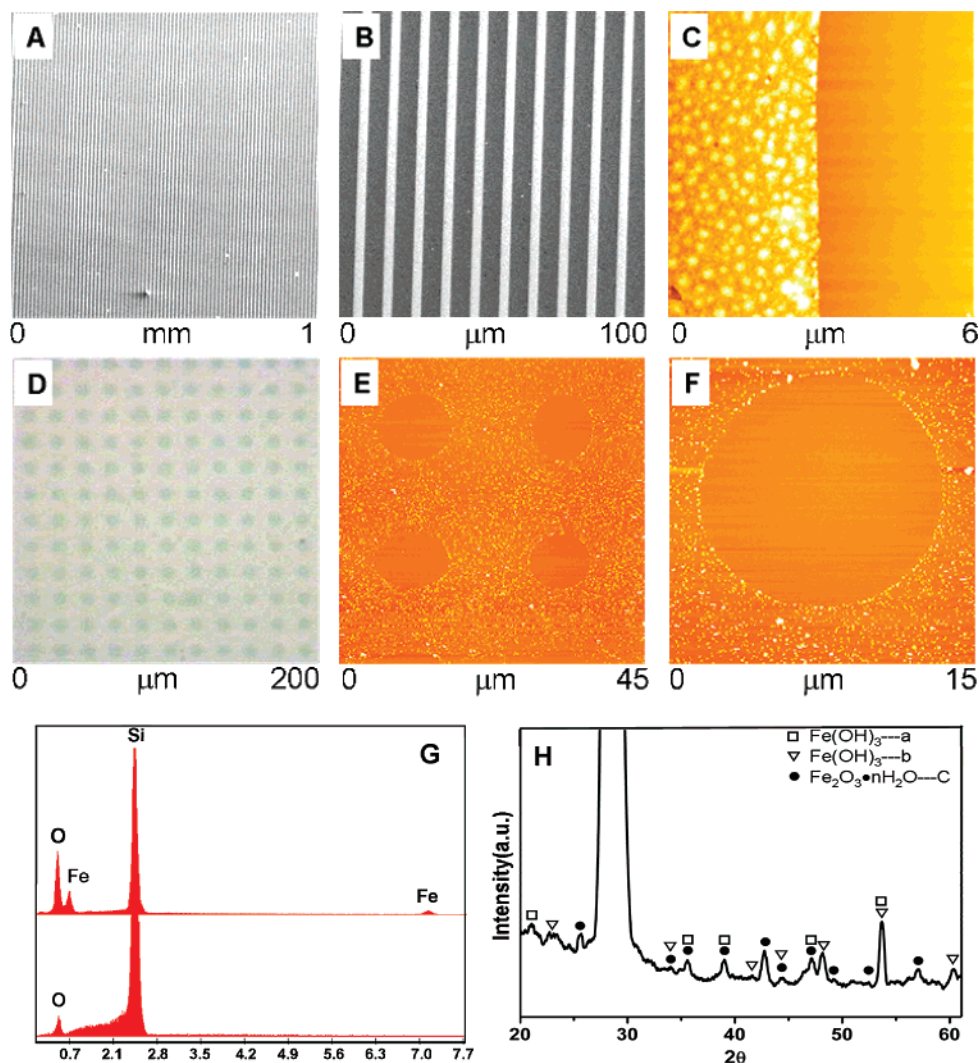 A
B
C
0 mm 1
0 μm 100
0 μm 6
D
E
F
0 μm 200
0 μm 45
0 μm 15
G
Si
O
Fe
Fe
O
0.7 2.1 2.8 3.5 4.2 4.9 5.6 6.3 7.0 7.7
H
Fe(OH)₃---a
Fe(OH)₃---b
Fe₂O₃•nH₂O---C
Intensity(a.u.)
20 30 40 50 60
2θ